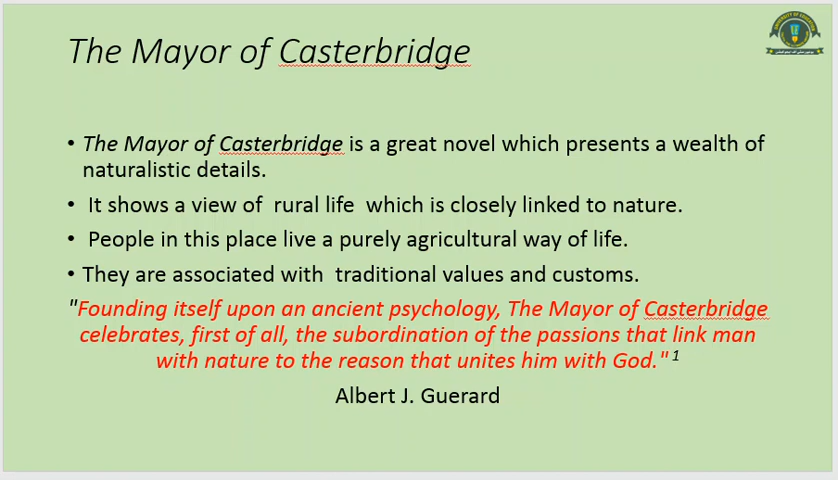 The Mayor of Casterbridge
• The Mayor of Casterbridge is a great novel which presents a wealth of
naturalistic details.
• It shows a view of rural life which is closely linked to nature.
• People in this place live a purely agricultural way of life.
• They are associated with traditional values and customs.
"Founding itself upon an ancient psychology, The Mayor of Casterbridge
celebrates, first of all, the subordination of the passions that link man
with nature to the reason that unites him with God." 1
Albert J. Guerard